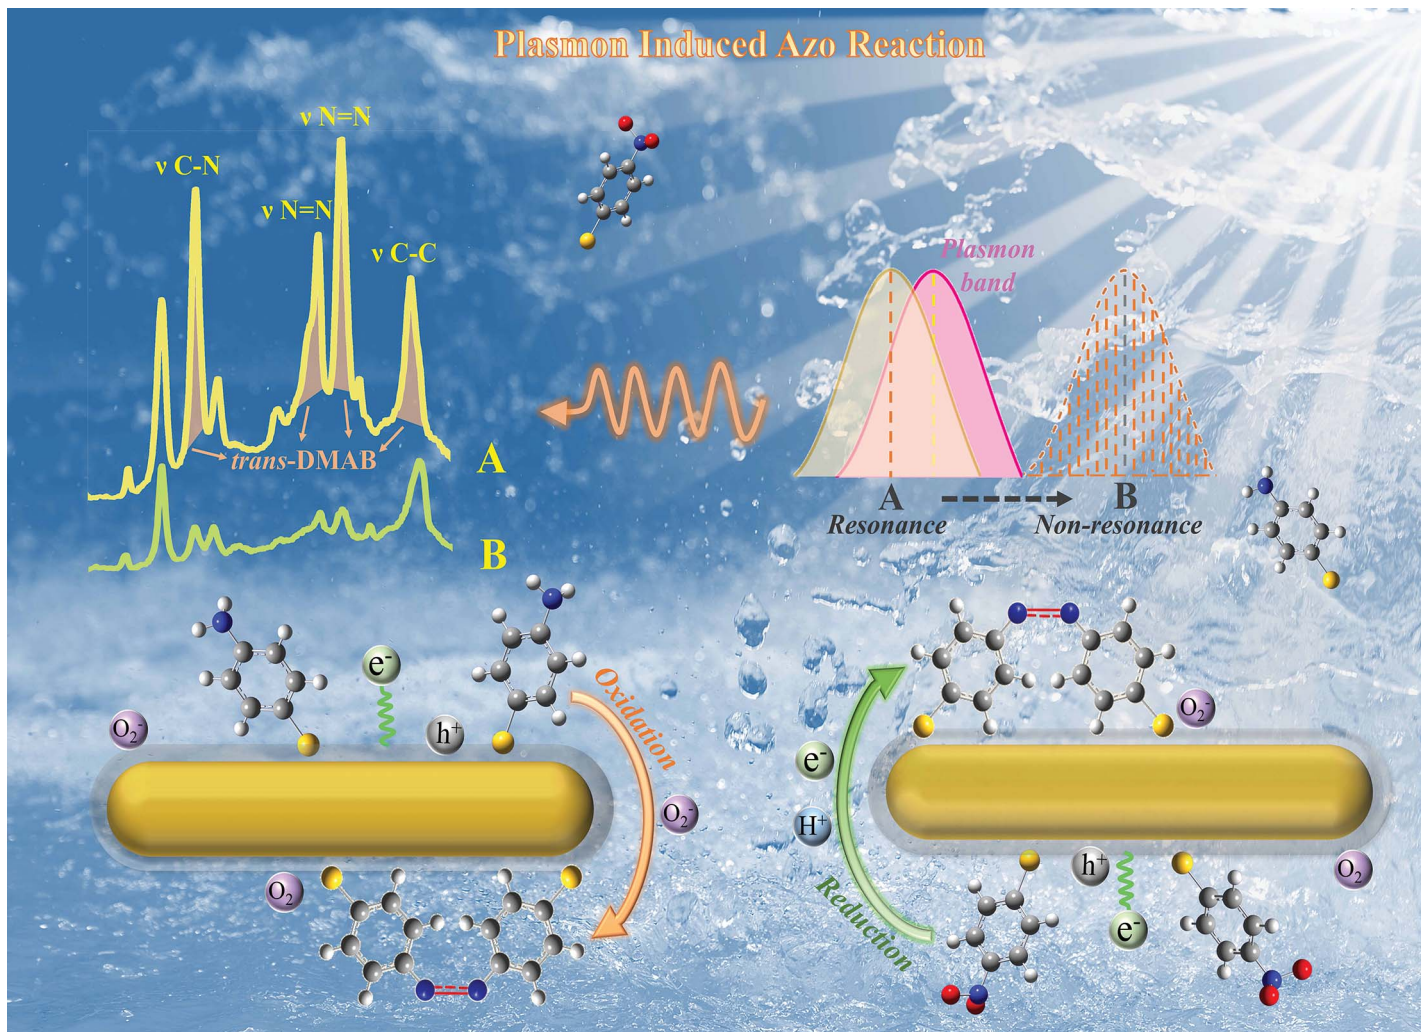 Plasmon Induced Azo Reaction
ν N=N
ν C-N
ν N=N
ν C-C
trans-DMAB
A
B
Plasmon
band
A
B
Resonance
Non-resonance
e⁻
O₂⁻
h⁺
Oxidation
O₂⁻
O₂
O₂⁻
e⁻
H⁺
Reduction
h⁺
e⁻
O₂